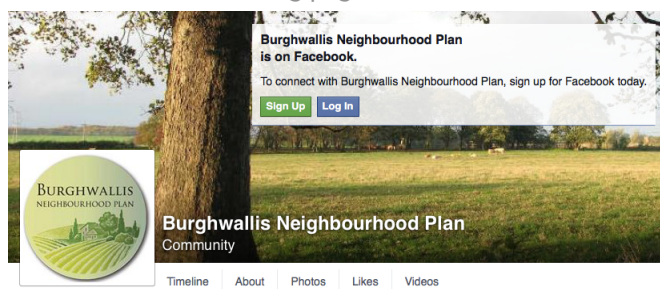 Burghwallis Neighbourhood Plan
is on Facebook.
To connect with Burghwallis Neighbourhood Plan, sign up for Facebook today.
Sign Up Log In
BURGHWALLIS
NEIGHBOURHOOD PLAN
Burghwallis Neighbourhood Plan
Community
Timeline About Photos Likes Videos